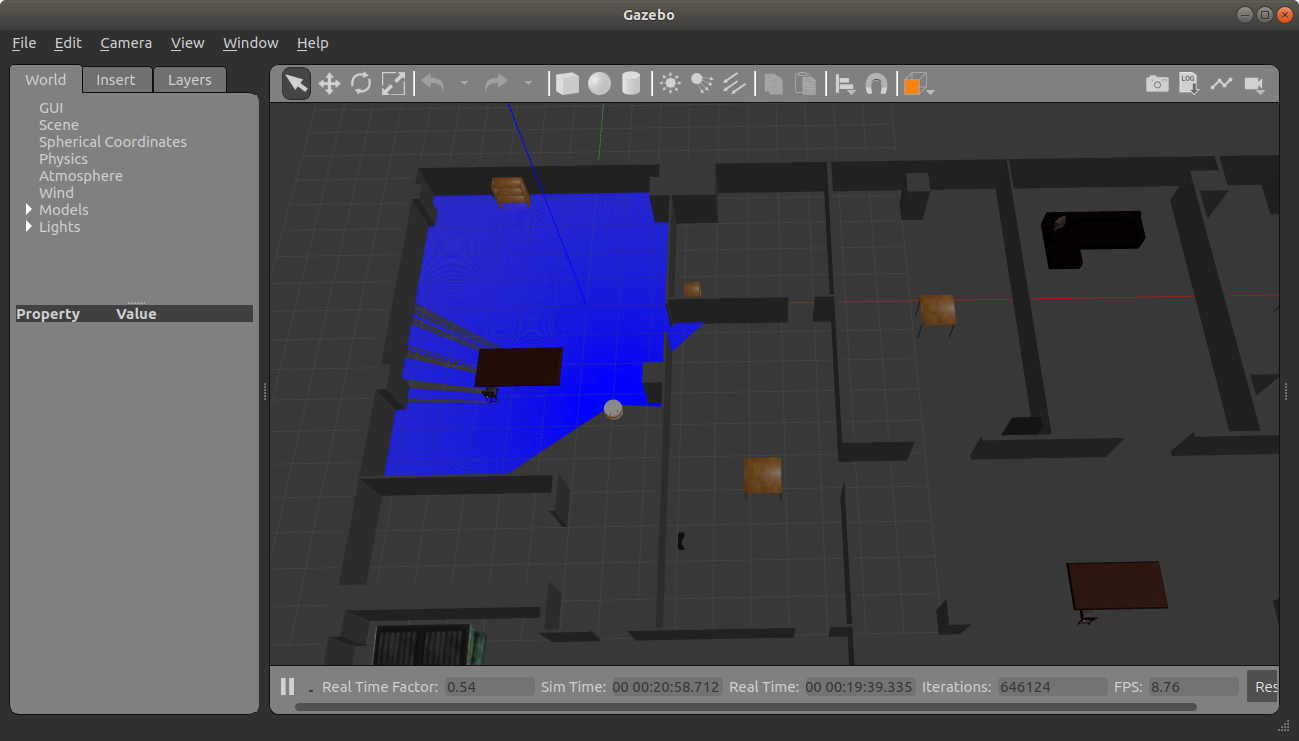 Gazebo
File Edit Camera View Window Help
World Insert Layers
LOG
GUI
Scene
Spherical Coordinates
Physics
Atmosphere
Wind
Models
Lights
Property Value
Real Time Factor: 0.54 Sim Time: 00 00:20:58.712 Real Time: 00 00:19:39.335 Iterations: 646124 FPS: 8.76 Res